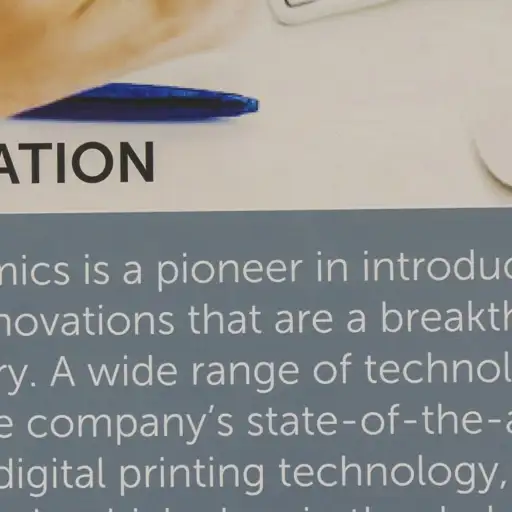 ATION
mics is a pioneer in introduc
novations that are a breakth
ry. A wide range of technol
e company's state-of-the-a
digital printing technology,